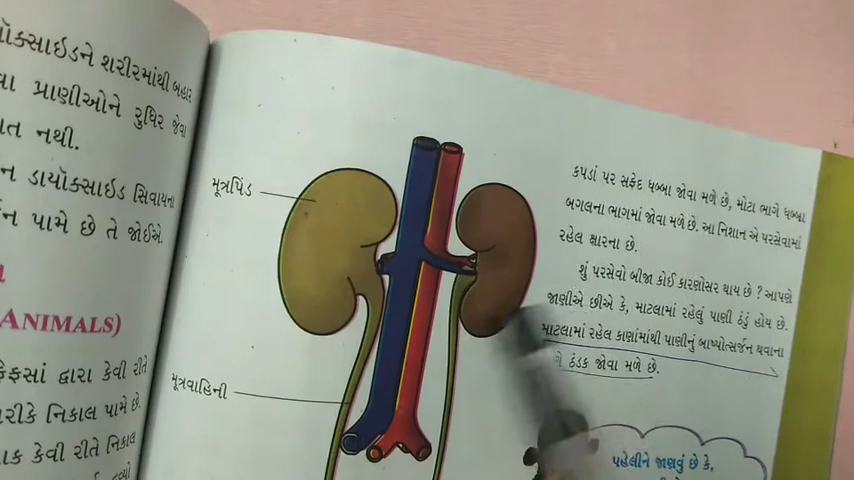 ૉક્સાઈડને શરીરમાંથી બહાર
વા પ્રાણીઓને રુધિર જેવા
ાત નથી.
ન ડાયૉક્સાઇડ સિવાયના
ર્ન પામે છે તે જોઈએ.
ANIMALS)
ફેફસાં દ્વારા કેવી રીતે
રીકે નિકાલ પામે છે.
ાક કેવી રીતે નિકાલ
મૂત્રપિંડ
મૂત્રવાહિની
કપડાં પર સફેદ ધબ્બા જોવા મળે છે, મોટા ભાગે ધબ્બા
બગલના ભાગમાં જોવા મળે છે. આ નિશાન એ પરસેવામાં
રહેલ ક્ષારના છે.
શું પરસેવો બીજા કોઈ કારણોસર થાય છે ? આપણે
જાણીએ છીએ કે, માટલામાં રહેલું પાણી ઠંડું હોય છે.
માટલામાં રહેલ કાણાંમાંથી પાણીનું બાષ્પોત્સર્જન થવાના
ઠંડક જોવા મળે છે.
પહેલીને જાણવું છે કે,